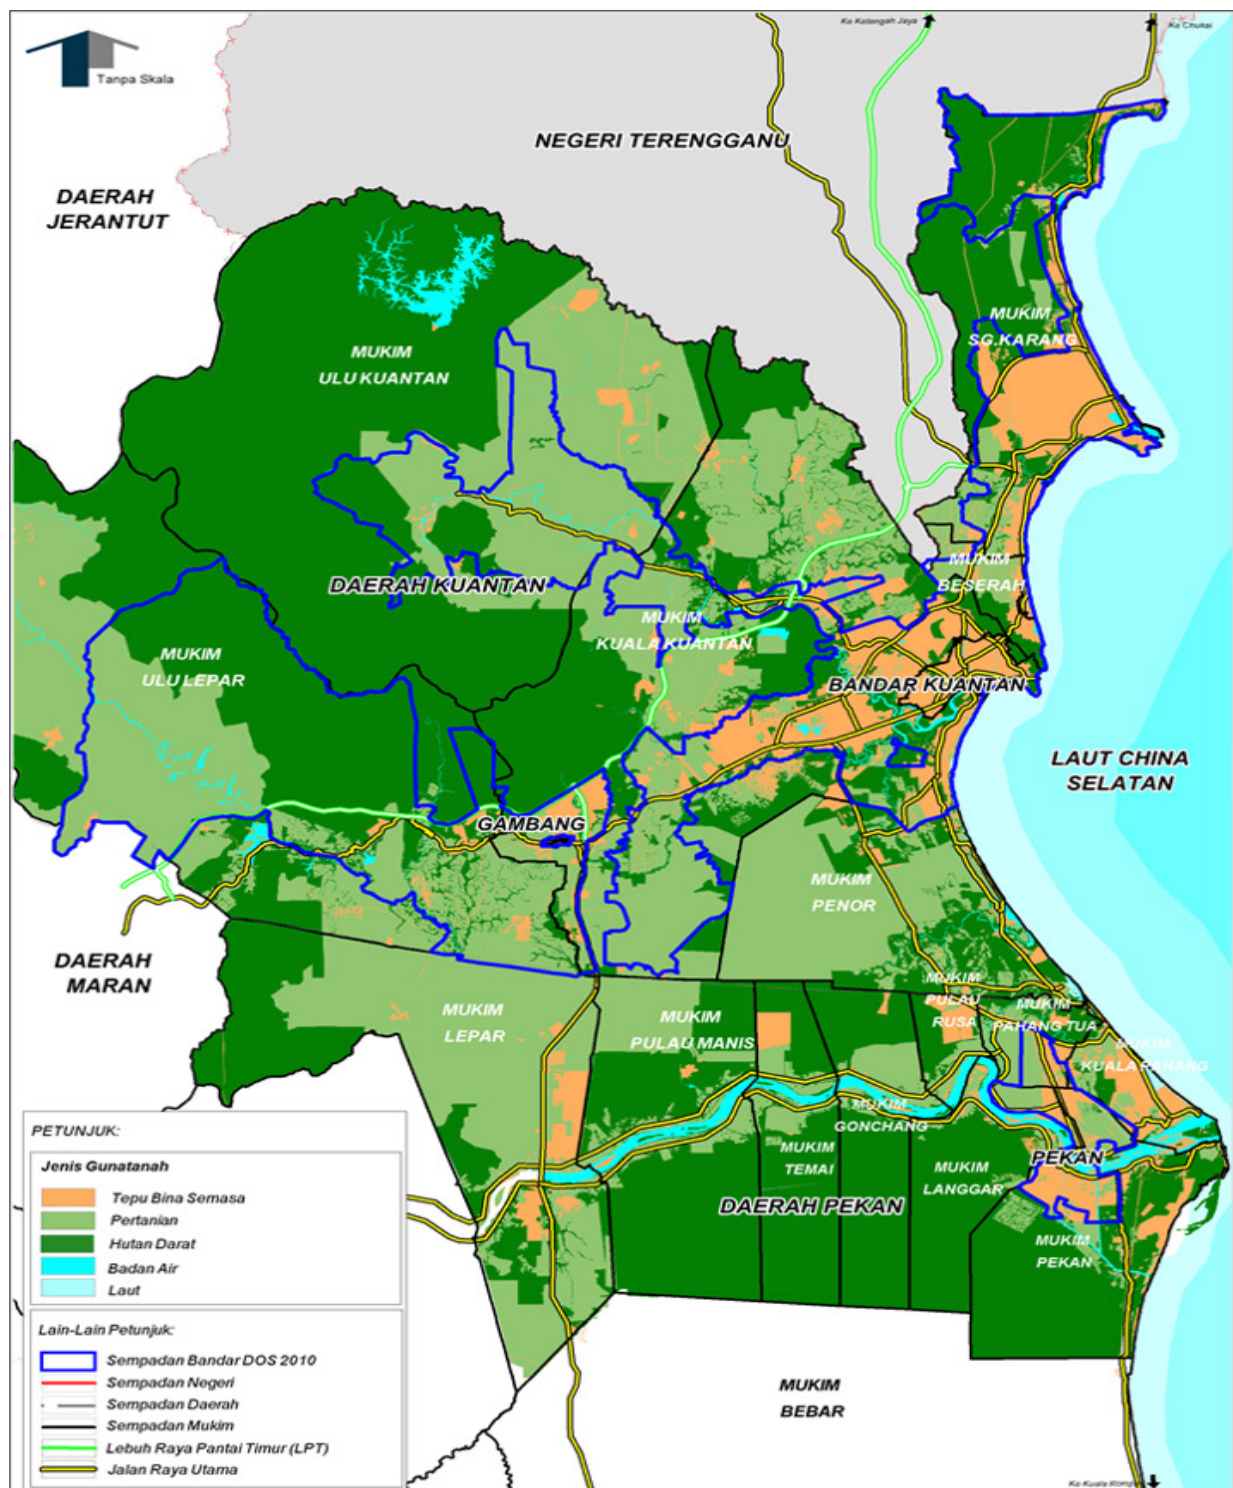 Ke Ketengah Jaya
Ke Chukai
Tanpa Skala
NEGERI TERENGGANU
DAERAH
JERANTUT
MUKIM
SG.KARANG
MUKIM
ULU KUANTAN
MUKIM
BESERAH
DAERAH KUANTAN
MUKIM
KUALA KUANTAN
MUKIM
ULU LEPAR
BANDAR KUANTAN
LAUT CHINA
SELATAN
GAMBANG
MUKIM
PENOR
DAERAH
MARAN
MUKIM
LEPAR
MUKIM
PULAU MANIS
MUKIM
PULAU
RUSA
MUKIM
PAHANG TUA
MUKIM
KUALA PAHANG
MUKIM
GONCHANG
MUKIM
TEMAI
MUKIM
LANGGAR
PEKAN
DAERAH PEKAN
MUKIM
PEKAN
MUKIM
BEBAR
PETUNJUK:
Jenis Gunatanah
Tepu Bina Semasa
Pertanian
Hutan Darat
Badan Air
Laut
Lain-Lain Petunjuk:
Sempadan Bandar DOS 2010
Sempadan Negeri
Sempadan Daerah
Sempadan Mukim
Lebuh Raya Pantai Timur (LPT)
Jalan Raya Utama
Ke Kuala Rompin